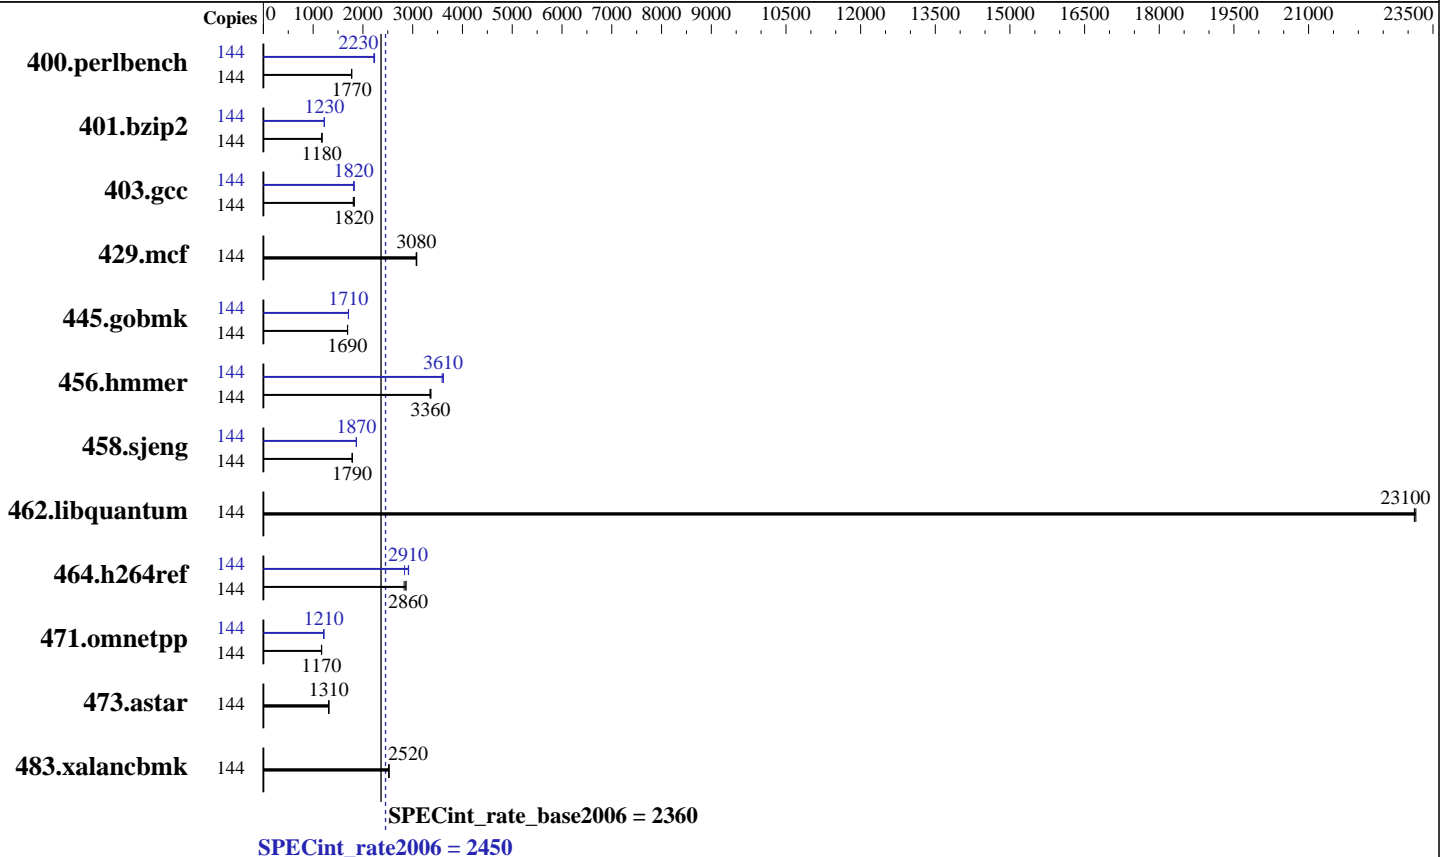 Copies 0 1000 2000 3000 4000 5000 6000 7000 8000 9000 10500 12000 13500 15000 16500 18000 19500 21000 23500
400.perlbench 144 2230
144 1770
401.bzip2 144 1230
144 1180
403.gcc 144 1820
144 1820
429.mcf 144 3080
445.gobmk 144 1710
144 1690
456.hmmer 144 3610
144 3360
458.sjeng 144 1870
144 1790
462.libquantum 144 23100
464.h264ref 144 2910
144 2860
471.omnetpp 144 1210
144 1170
473.astar 144 1310
483.xalancbmk 144 2520
SPECint_rate_base2006 = 2360
SPECint_rate2006 = 2450